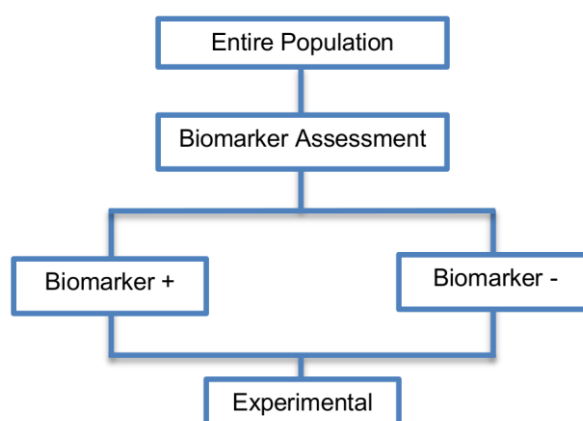 Entire Population
Biomarker Assessment
Biomarker +
Biomarker -
Experimental